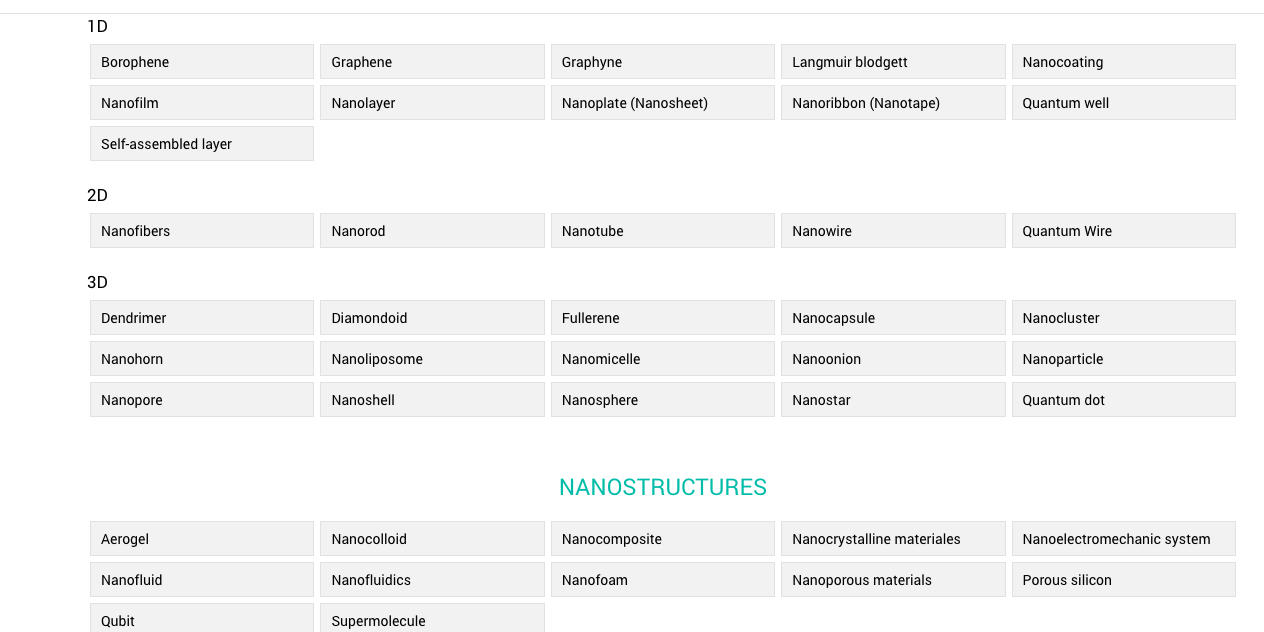 1D
Borophene Graphene Graphyne Langmuir blodgett Nanocoating
Nanofilm Nanolayer Nanoplate (Nanosheet) Nanoribbon (Nanotape) Quantum well
Self-assembled layer
2D
Nanofibers Nanorod Nanotube Nanowire Quantum Wire
3D
Dendrimer Diamondoid Fullerene Nanocapsule Nanocluster
Nanohorn Nanoliposome Nanomicelle Nanoonion Nanoparticle
Nanopore Nanoshell Nanosphere Nanostar Quantum dot
NANOSTRUCTURES
Aerogel Nanocolloid Nanocomposite Nanocrystalline materiales Nanoelectromechanic system
Nanofluid Nanofluidics Nanofoam Nanoporous materials Porous silicon
Qubit Supermolecule